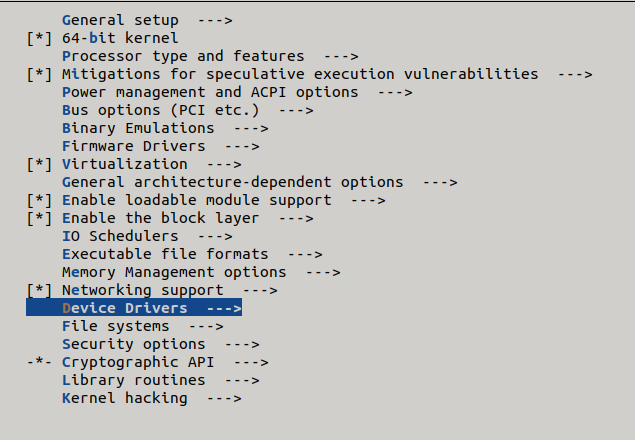 General setup  --->
[*] 64-bit kernel
Processor type and features  --->
[*] Mitigations for speculative execution vulnerabilities  --->
Power management and ACPI options  --->
Bus options (PCI etc.)  --->
Binary Emulations  --->
Firmware Drivers  --->
[*] Virtualization  --->
General architecture-dependent options  --->
[*] Enable loadable module support  --->
[*] Enable the block layer  --->
IO Schedulers  --->
Executable file formats  --->
Memory Management options  --->
[*] Networking support  --->
Device Drivers  --->
File systems  --->
Security options  --->
-*- Cryptographic API  --->
Library routines  --->
Kernel hacking  --->